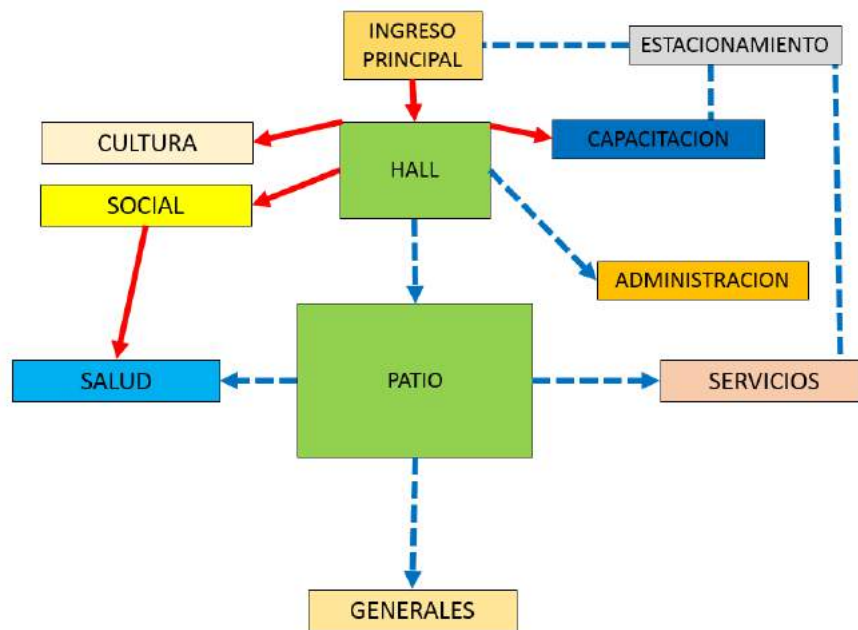 INGRESO
PRINCIPAL
ESTACIONAMIENTO
CULTURA
HALL
CAPACITACION
SOCIAL
ADMINISTRACION
SALUD
PATIO
SERVICIOS
GENERALES